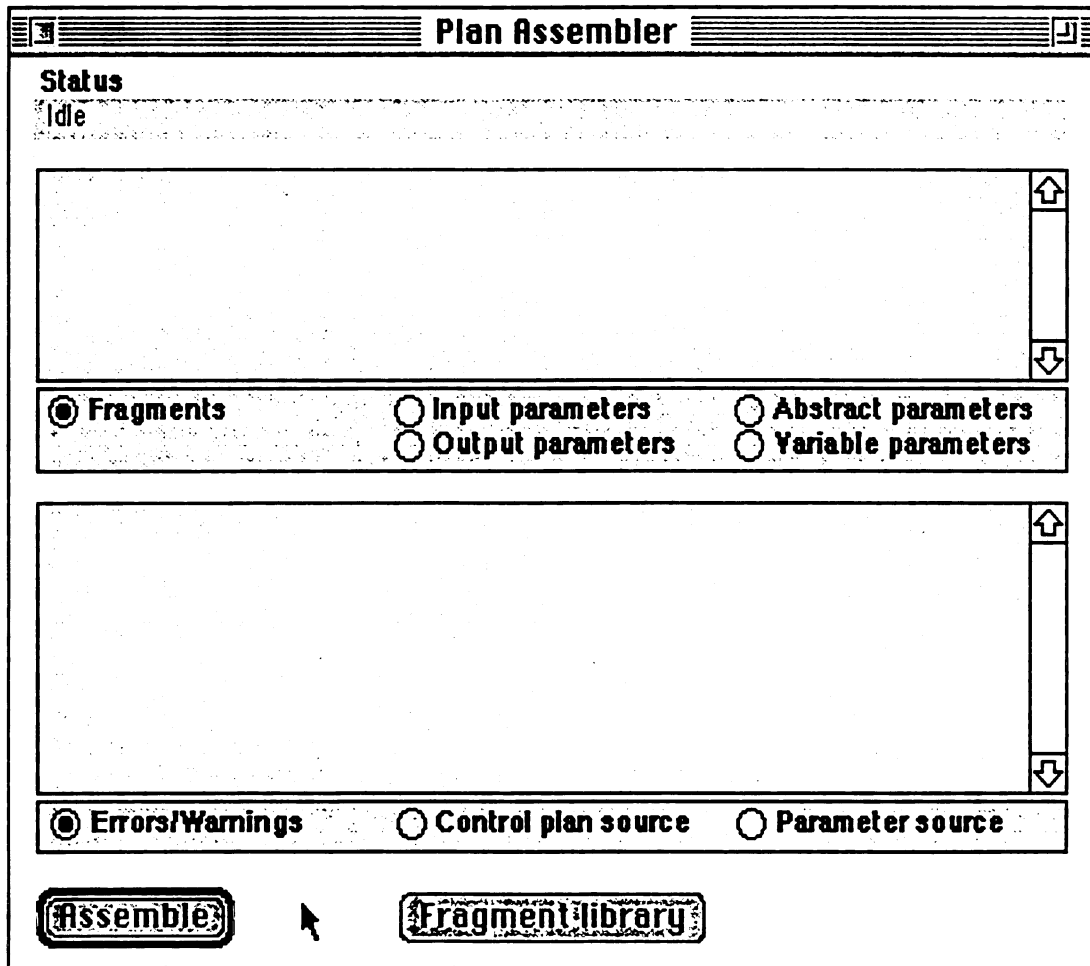 Plan Assembler
Status
Idle
Fragments Input parameters Abstract parameters
Output parameters Variable parameters
Errors/Warnings Control plan source Parameter source
Assemble Fragment library